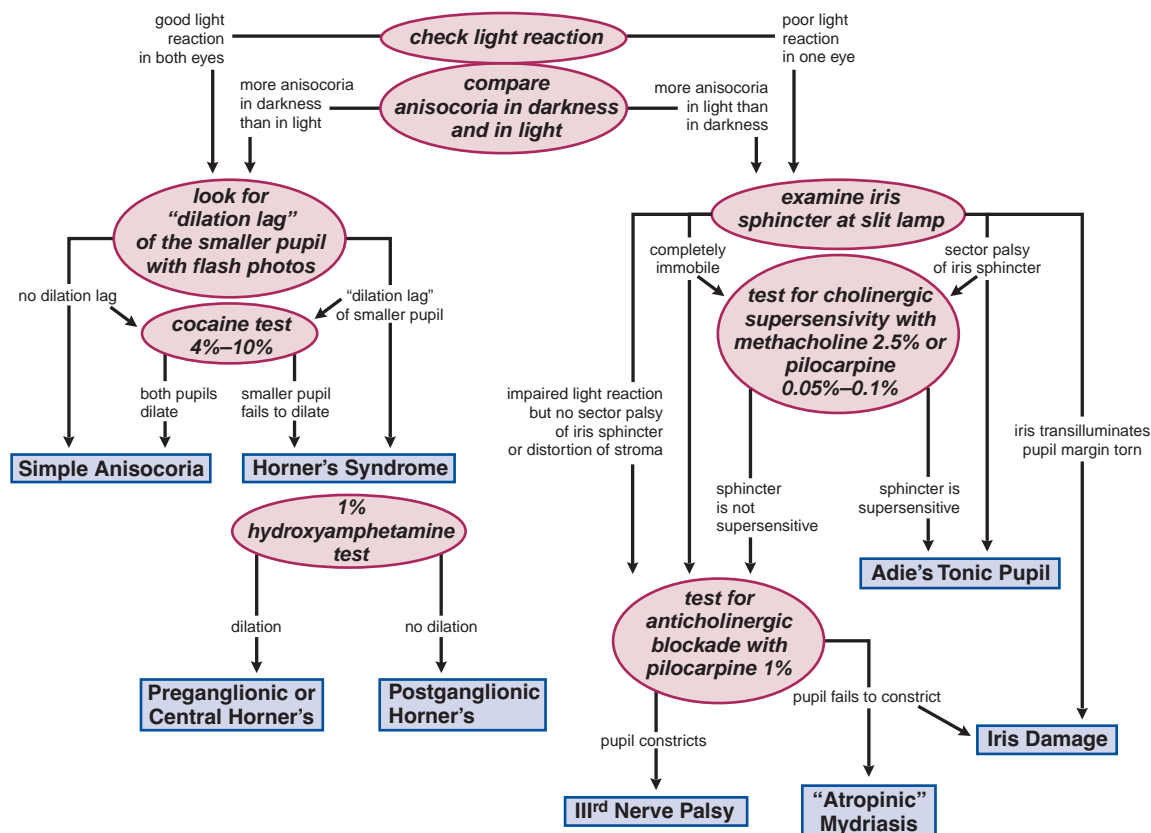 good light
reaction
in both eyes
check light reaction
poor light
reaction
in one eye
more anisocoria
in darkness
than in light
compare
anisocoria in darkness
and in light
more anisocoria
in light than
in darkness
look for
“dilation lag”
of the smaller pupil
with flash photos
examine iris
sphincter at slit lamp
no dilation lag
“dilation lag”
of smaller pupil
completely
immobile
sector palsy
of iris sphincter
cocaine test
4%–10%
test for cholinergic
supersensivity with
methacholine 2.5% or
pilocarpine
0.05%–0.1%
both pupils
dilate
smaller pupil
fails to dilate
impaired light reaction
but no sector palsy
of iris sphincter
or distortion of stroma
iris transilluminates
pupil margin torn
Simple Anisocoria
Horner’s Syndrome
sphincter
is not
supersensitive
sphincter is
supersensitive
1%
hydroxyamphetamine
test
Adie’s Tonic Pupil
dilation
no dilation
test for
anticholinergic
blockade with
pilocarpine 1%
Preganglionic or
Central Horner’s
Postganglionic
Horner’s
pupil constricts
pupil fails to constrict
Iris Damage
IIIrd Nerve Palsy
“Atropinic”
Mydriasis